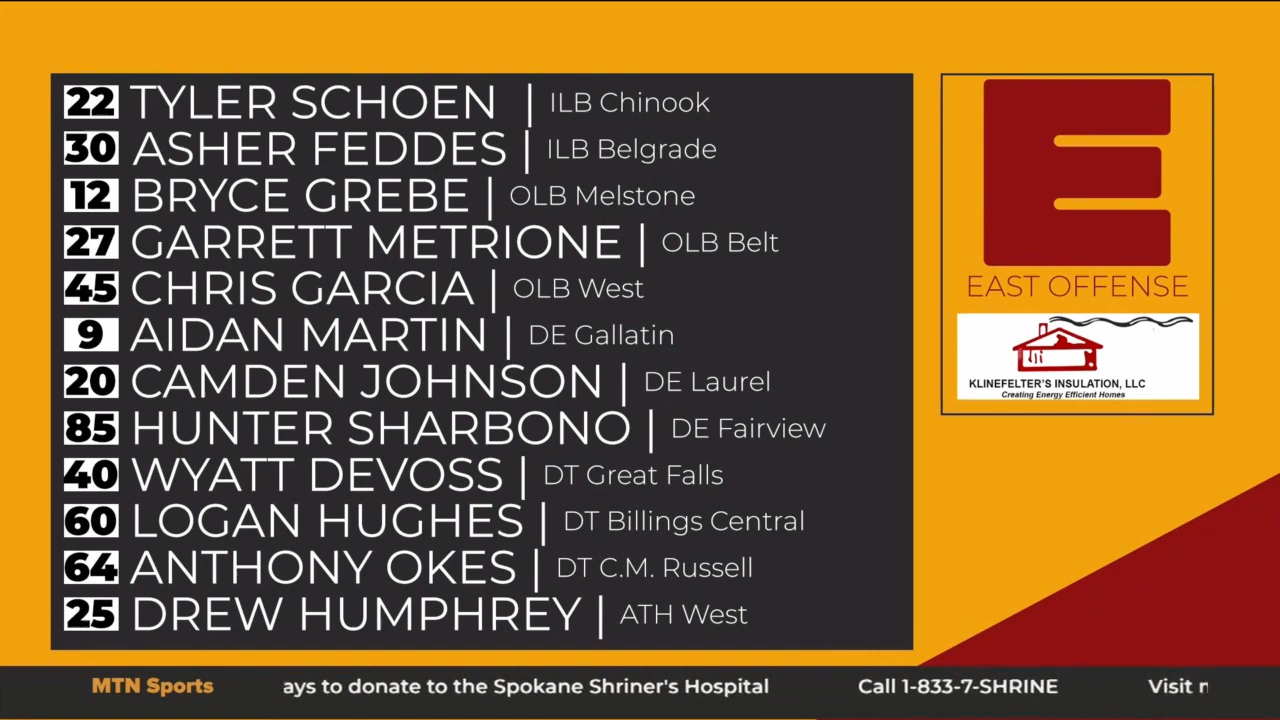 22 TYLER SCHOEN | ILB Chinook
30 ASHER FEDDES | ILB Belgrade
12 BRYCE GREBE | OLB Melstone
27 GARRETT METRIONE | OLB Belt
45 CHRIS GARCIA | OLB West
9 AIDAN MARTIN | DE Gallatin
20 CAMDEN JOHNSON | DE Laurel
85 HUNTER SHARBONO | DE Fairview
40 WYATT DEVOSS | DT Great Falls
60 LOGAN HUGHES | DT Billings Central
64 ANTHONY OKES | DT C.M. Russell
25 DREW HUMPHREY | ATH West
E
EAST OFFENSE
KLINEFELTER'S INSULATION, LLC
Creating Energy Efficient Homes
MTN Sports ays to donate to the Spokane Shriner's Hospital Call 1-833-7-SHRINE Visit